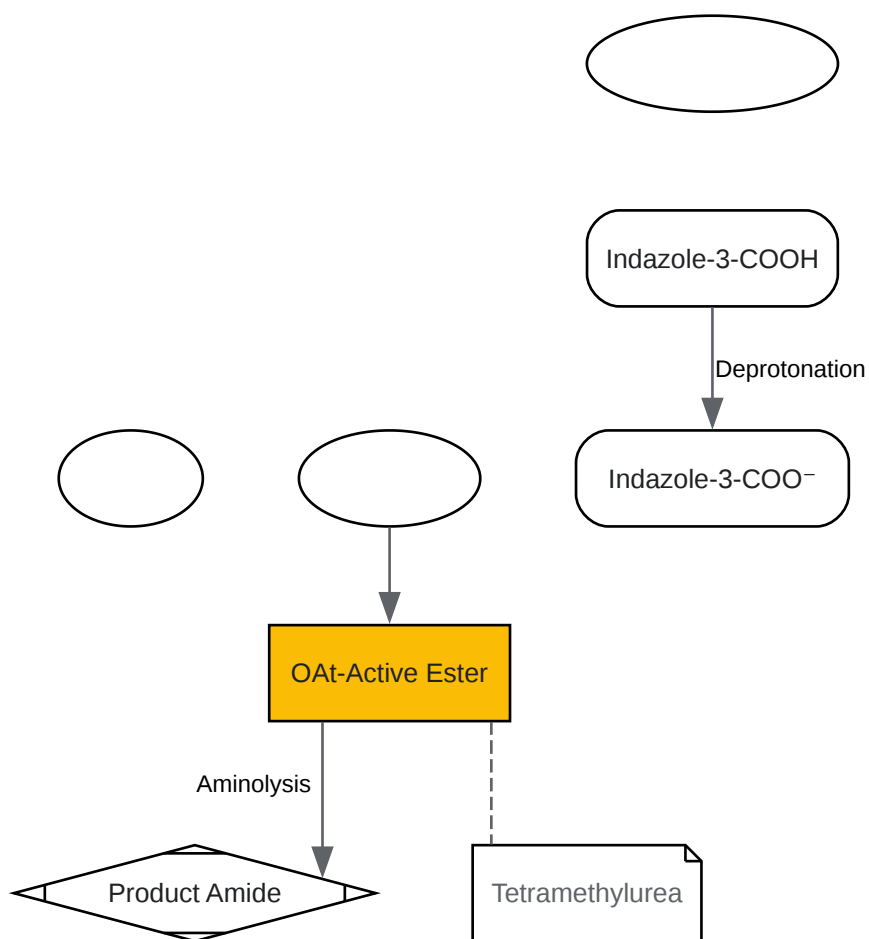 Indazole-3-COOH
Deprotonation
Indazole-3-COO⁻
OAt-Active Ester
Aminolysis
Product Amide
Tetramethylurea